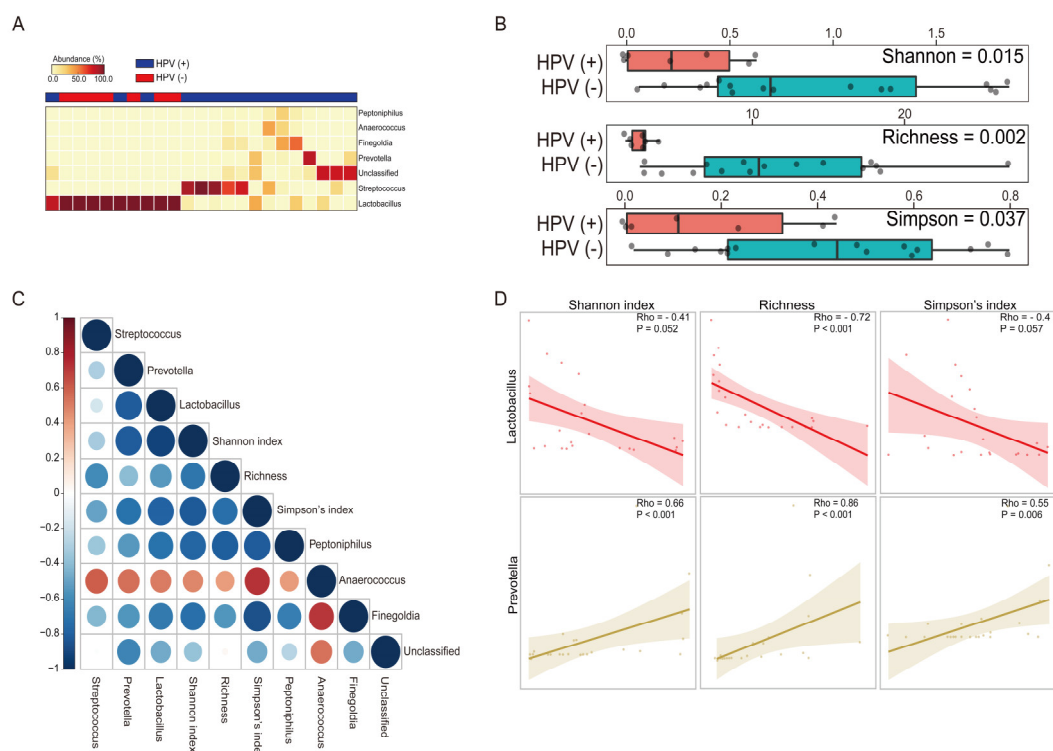 A
Abundance (%)
0.0 50.0 100.0
HPV (+)
HPV (-)
Peptoniphilus
Anaerococcus
Finegoldia
Prevotella
Unclassified
Streptococcus
Lactobacillus
B
0.0 0.5 1.0 1.5
HPV (+)
HPV (-)
Shannon = 0.015
10 20
HPV (+)
HPV (-)
Richness = 0.002
0.0 0.2 0.4 0.6 0.8
HPV (+)
HPV (-)
Simpson = 0.037
C
1
0.8
0.6
0.4
0.2
0
−0.2
−0.4
−0.6
−0.8
−1
Streptococcus
Prevotella
Lactobacillus
Shannon index
Richness
Simpson's index
Peptoniphilus
Anaerococcus
Finegoldia
Unclassified
Streptococcus
Prevotella
Lactobacillus
Shannon index
Richness
Simpson's index
Peptoniphilus
Anaerococcus
Finegoldia
Unclassified
D
Shannon index Richness Simpson's index
Lactobacillus
Rho = - 0.41
P = 0.052
Rho = - 0.72
P < 0.001
Rho = - 0.4
P = 0.057
Prevotella
Rho = 0.66
P < 0.001
Rho = 0.86
P < 0.001
Rho = 0.55
P = 0.006